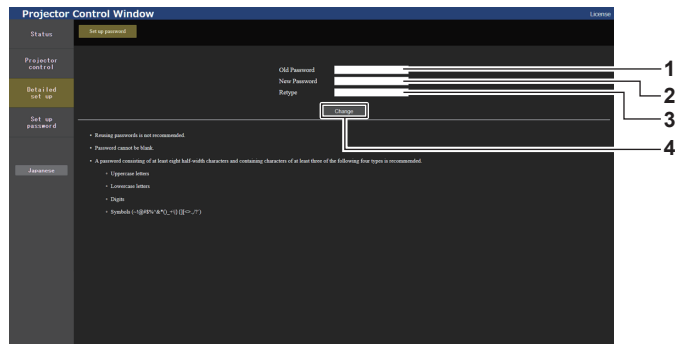 Projector Control Window
License
Status
Set up password
Projector
control
Detailed
set up
Set up
password
Japanese
Old Password
New Password
Retype
Change
1
2
3
4
• Reusing passwords is not recommended.
• Password cannot be blank.
• A password consisting of at least eight half-width characters and containing characters of at least three of the following four types is recommended.
• Uppercase letters
• Lowercase letters
• Digits
• Symbols